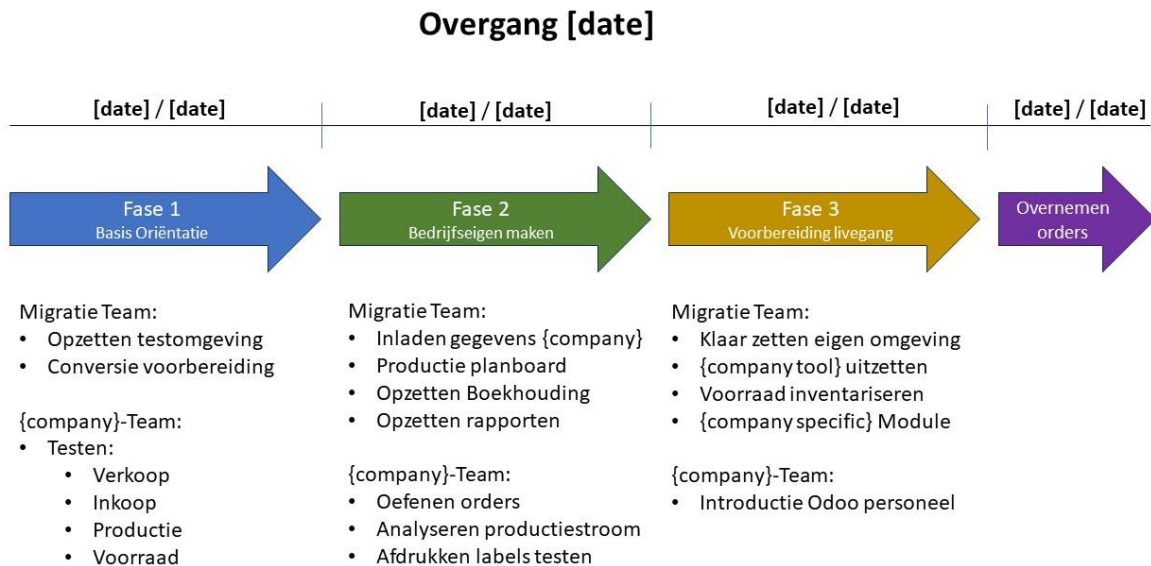 Overgang [date]
[date] / [date]
[date] / [date]
[date] / [date]
[date] / [date]
Fase 1
Basis Oriëntatie
Fase 2
Bedrijfseigen maken
Fase 3
Voorbereiding livegang
Overnemen
orders
Migratie Team:
• Opzetten testomgeving
• Conversie voorbereiding
{company}-Team:
• Testen:
• Verkoop
• Inkoop
• Productie
• Voorraad
Migratie Team:
• Inladen gegevens {company}
• Productie planboard
• Opzetten Boekhouding
• Opzetten rapporten
{company}-Team:
• Oefenen orders
• Analyseren productiestroom
• Afdrukken labels testen
Migratie Team:
• Klaar zetten eigen omgeving
• {company tool} uitzetten
• Voorraad inventariseren
• {company specific} Module
{company}-Team:
• Introductie Odoo personeel